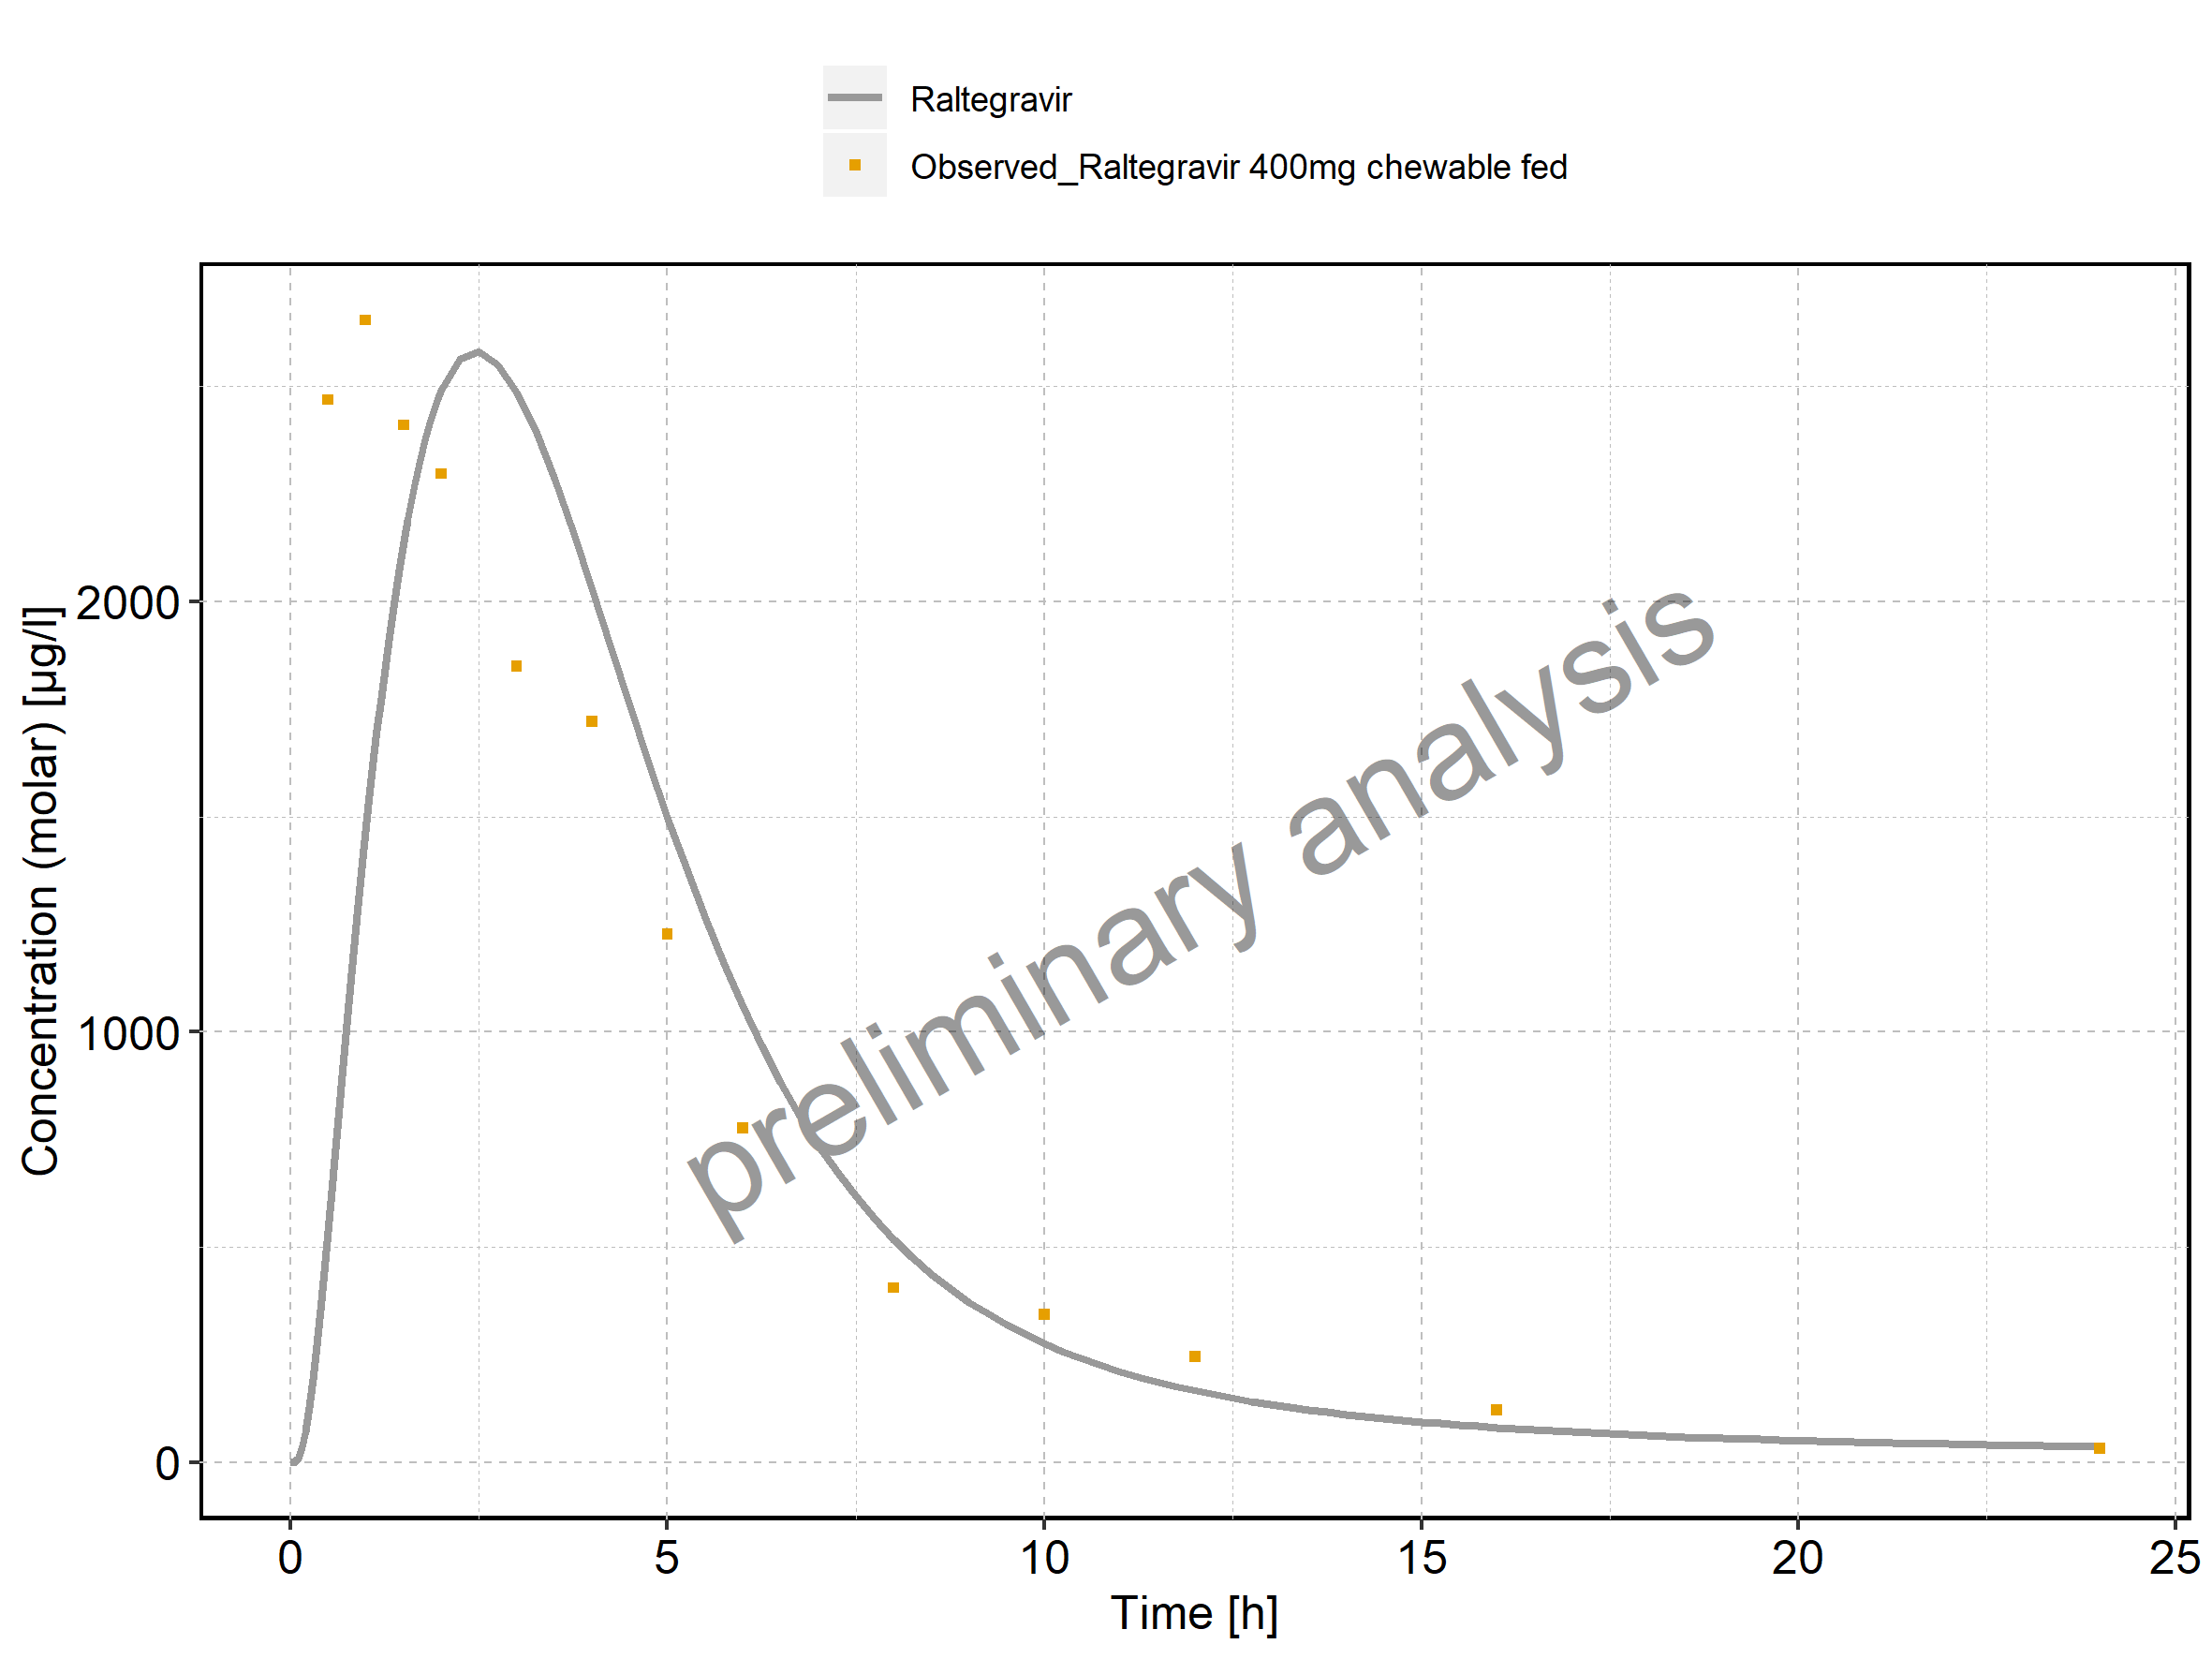 Raltegravir
Observed_Raltegravir 400mg chewable fed
Concentration (molar) [µg/l]
2000
1000
0
preliminary analysis
0 5 10 15 20 25
Time [h]